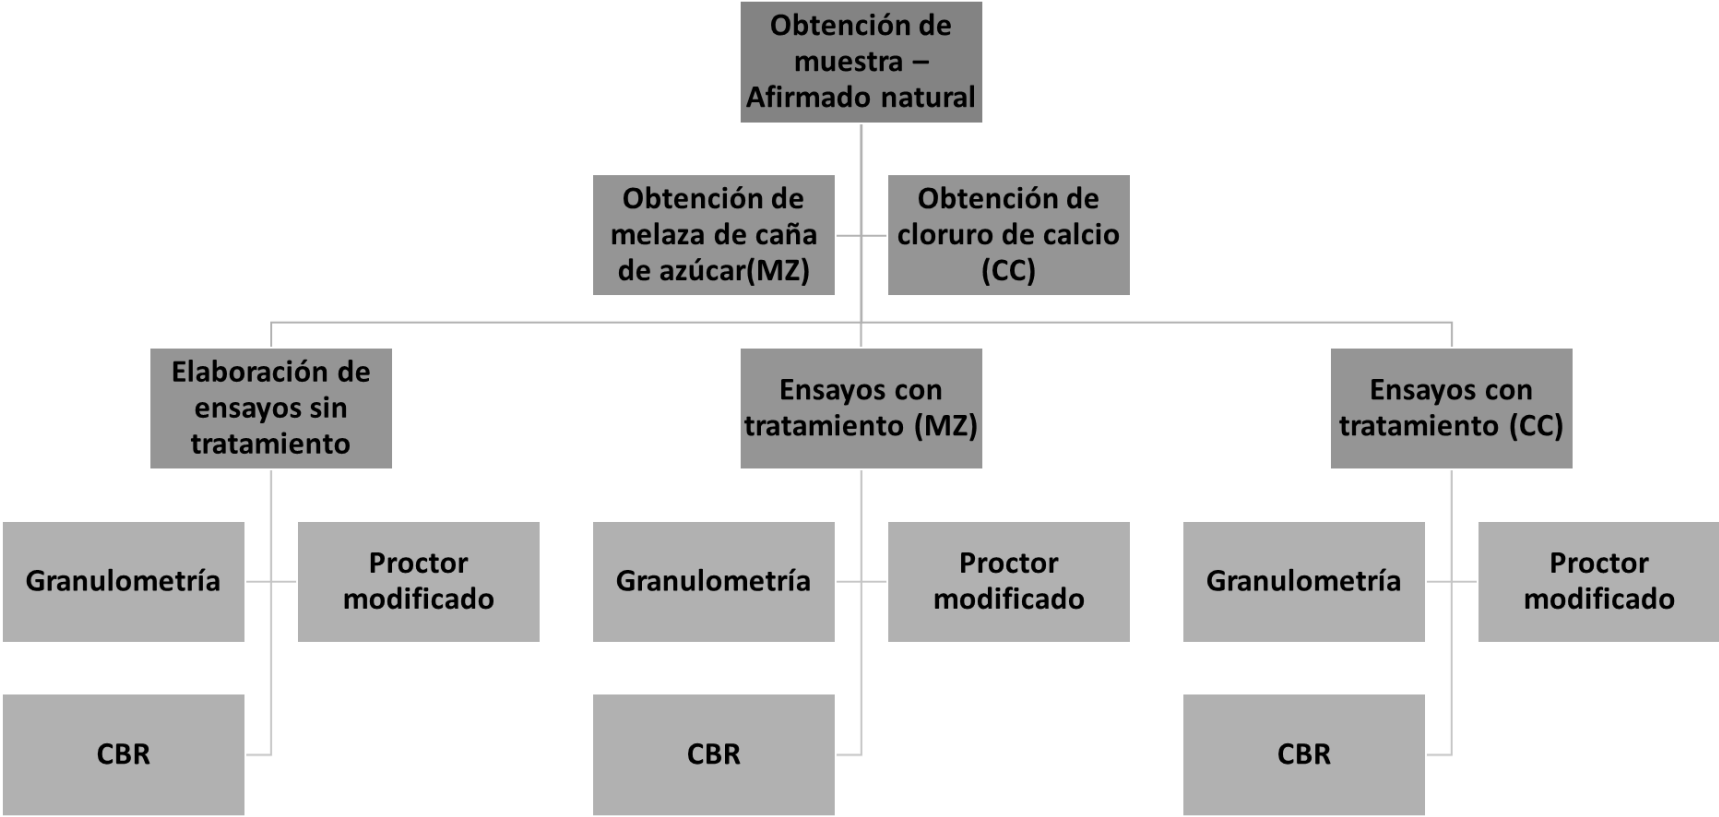 Obtención de
muestra –
Afirmado natural
Obtención de
melaza de caña
de azúcar(MZ)
Obtención de
cloruro de calcio
(CC)
Elaboración de
ensayos sin
tratamiento
Ensayos con
tratamiento (MZ)
Ensayos con
tratamiento (CC)
Granulometría
Proctor
modificado
Granulometría
Proctor
modificado
Granulometría
Proctor
modificado
CBR
CBR
CBR